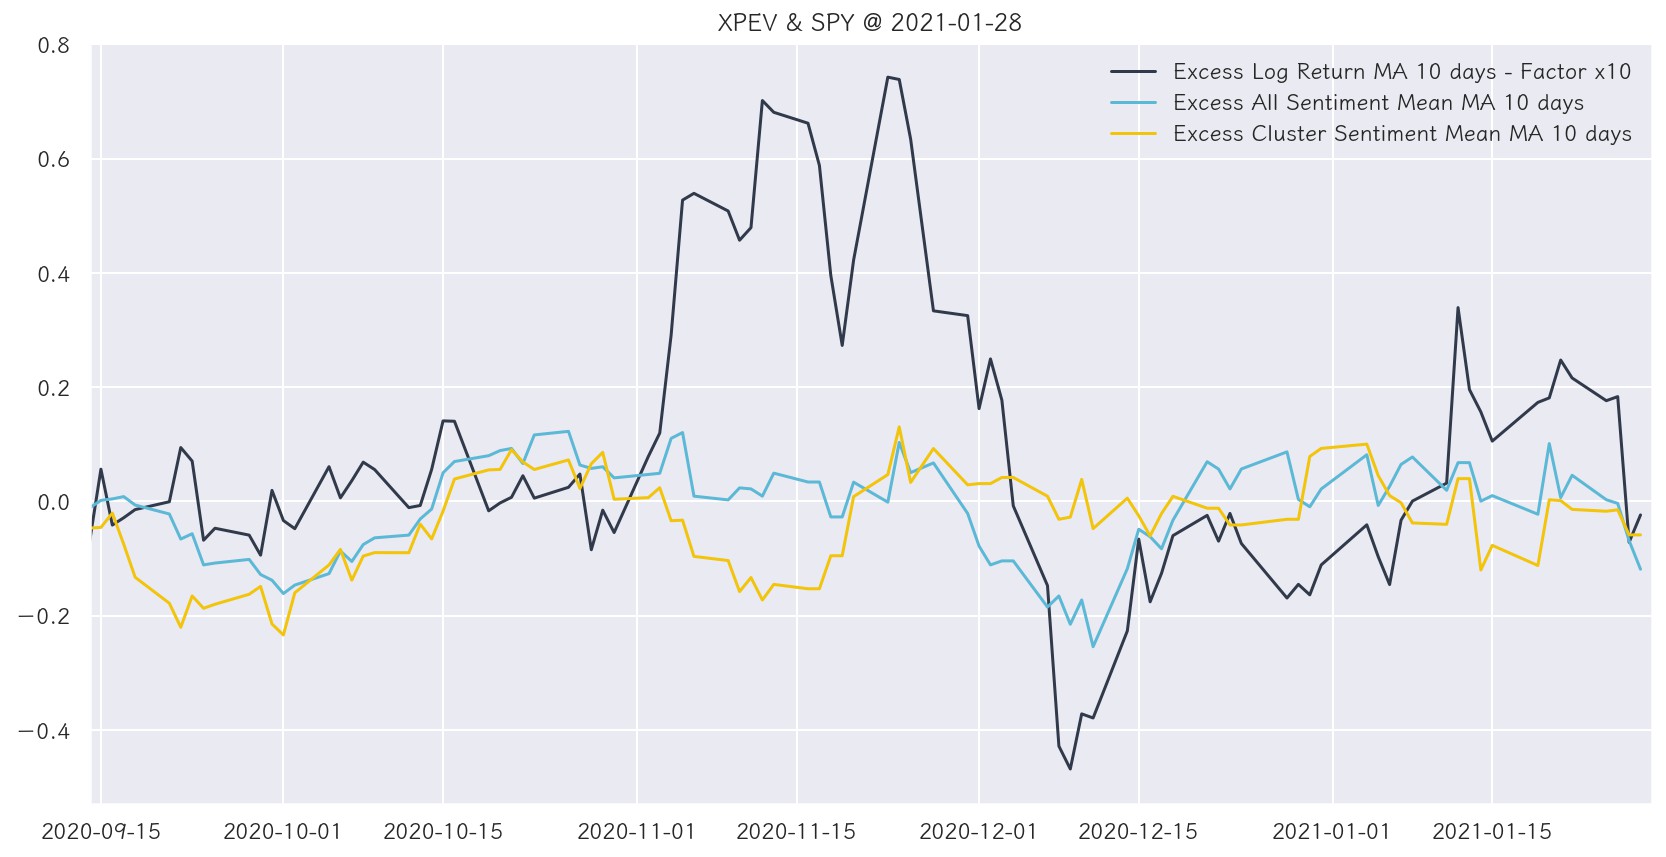 XPEV & SPY @ 2021-01-28
Excess Log Return MA 10 days - Factor x10
Excess All Sentiment Mean MA 10 days
Excess Cluster Sentiment Mean MA 10 days
0.8
0.6
0.4
0.2
0.0
−0.2
−0.4
2020-09-15 2020-10-01 2020-10-15 2020-11-01 2020-11-15 2020-12-01 2020-12-15 2021-01-01 2021-01-15